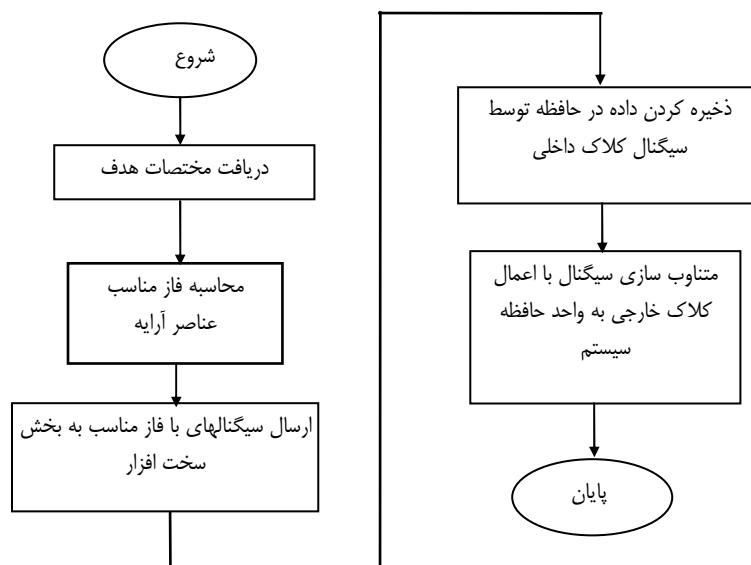 شروع
دریافت مختصات هدف
محاسبه فاز مناسب
عناصر آرایه
ارسال سیگنالهای با فاز مناسب به بخش
سخت افزار
ذخیره کردن داده در حافظه توسط
سیگنال کلاک داخلی
متناوب سازی سیگنال با اعمال
کلاک خارجی به واحد حافظه
سیستم
پایان